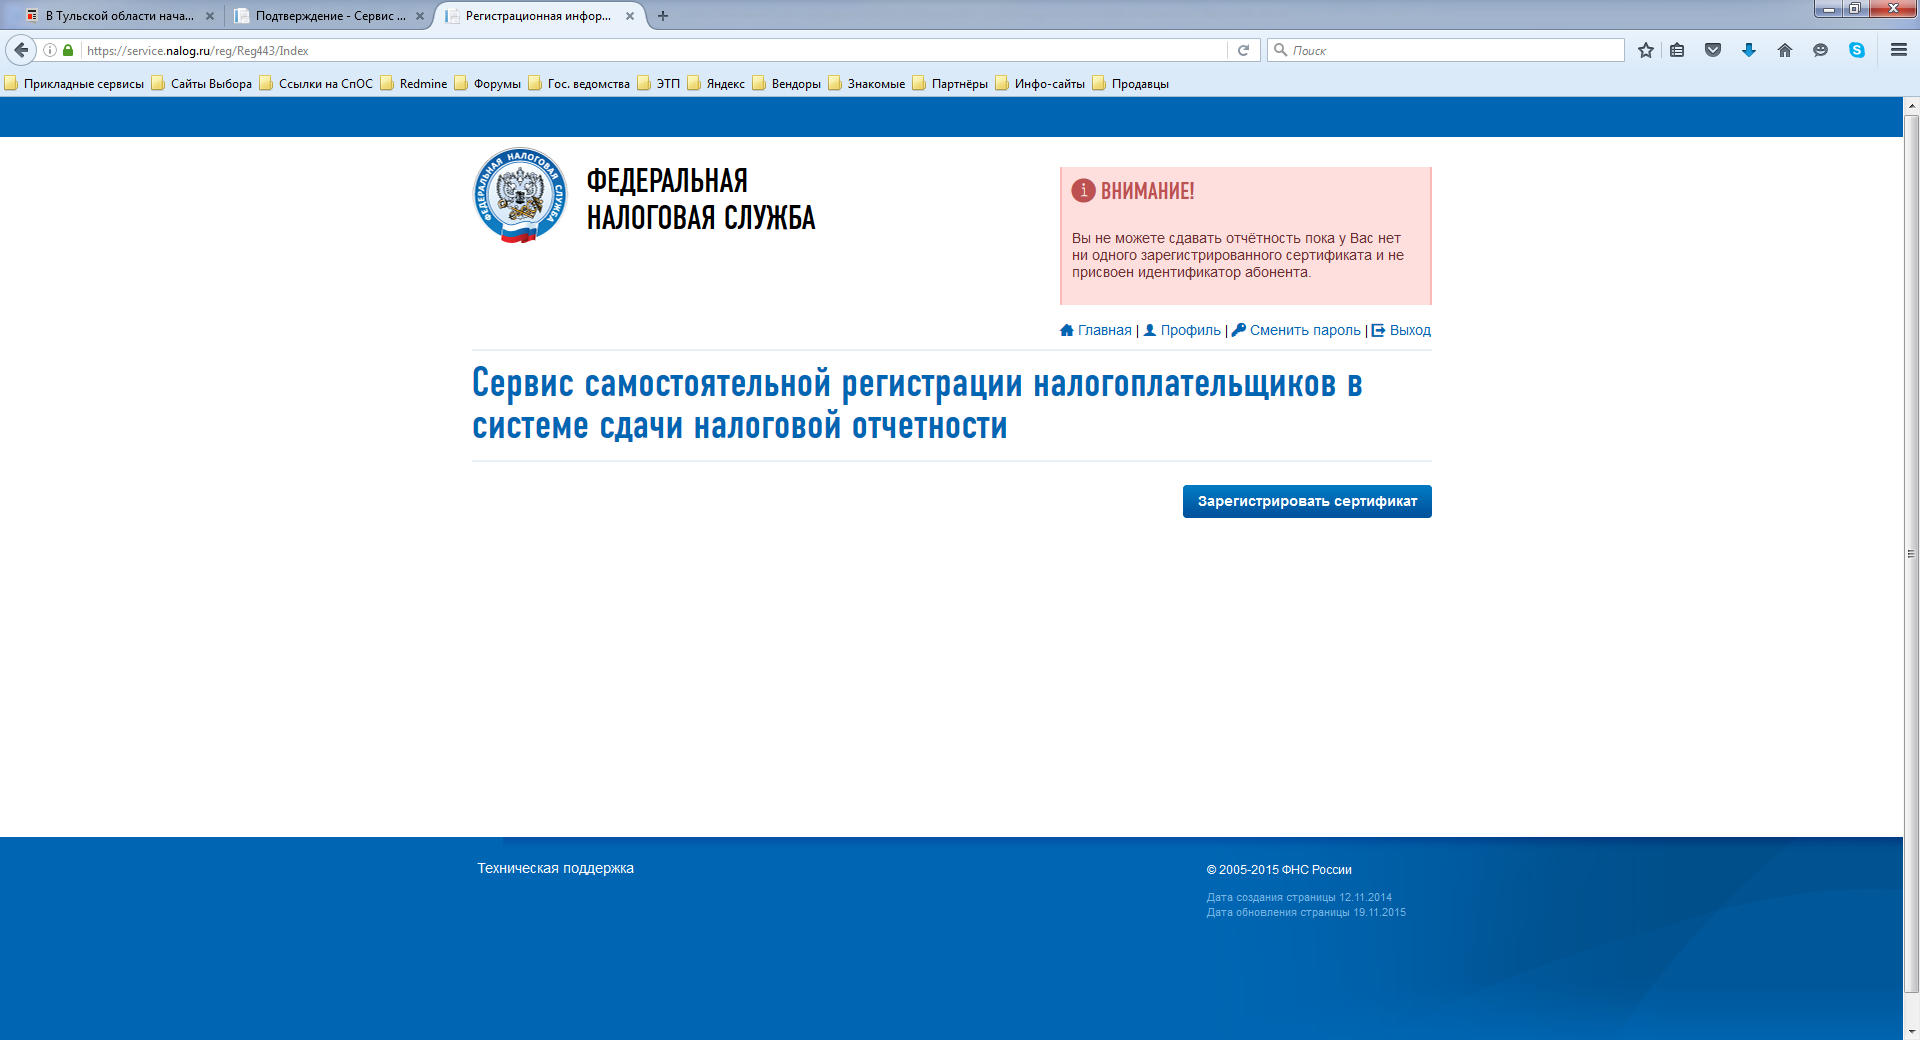 В Тульской области нача...
Подтверждение - Сервис ...
Регистрационная инфор...
https://service.nalog.ru/reg/Reg443/Index
Поиск
Прикладные сервисы Сайты Выбора Ссылки на СпОС Redmine Форумы Гос. ведомства ЭТП Яндекс Вендоры Знакомые Партнёры Инфо-сайты Продавцы
ФЕДЕРАЛЬНАЯ НАЛОГОВАЯ СЛУЖБА
ФЕДЕРАЛЬНАЯ
НАЛОГОВАЯ СЛУЖБА
ВНИМАНИЕ!
Вы не можете сдавать отчётность пока у Вас нет
ни одного зарегистрированного сертификата и не
присвоен идентификатор абонента.
Главная | Профиль | Сменить пароль | Выход
Сервис самостоятельной регистрации налогоплательщиков в
системе сдачи налоговой отчетности
Зарегистрировать сертификат
Техническая поддержка
© 2005-2015 ФНС России
Дата создания страницы 12.11.2014
Дата обновления страницы 19.11.2015